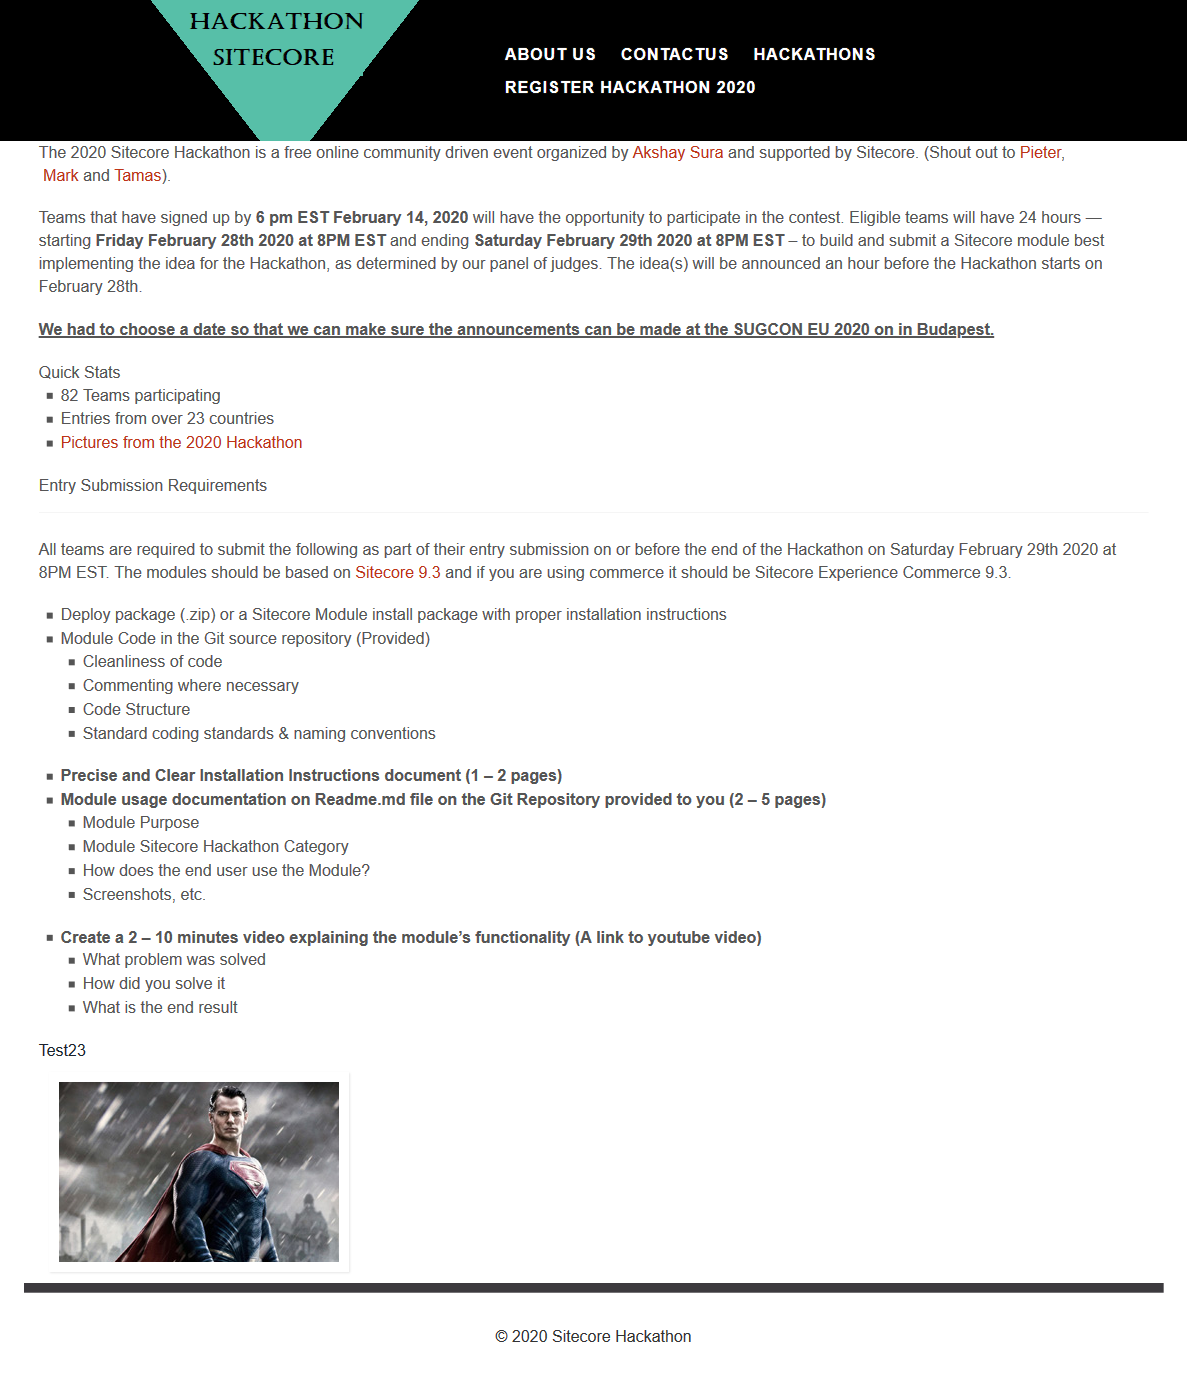 HACKATHON
SITECORE
ABOUT US CONTACTUS HACKATHONS
REGISTER HACKATHON 2020
The 2020 Sitecore Hackathon is a free online community driven event organized by Akshay Sura and supported by Sitecore. (Shout out to Pieter,
Mark and Tamas).
Teams that have signed up by 6 pm EST February 14, 2020 will have the opportunity to participate in the contest. Eligible teams will have 24 hours —
starting Friday February 28th 2020 at 8PM EST and ending Saturday February 29th 2020 at 8PM EST – to build and submit a Sitecore module best
implementing the idea for the Hackathon, as determined by our panel of judges. The idea(s) will be announced an hour before the Hackathon starts on
February 28th.
We had to choose a date so that we can make sure the announcements can be made at the SUGCON EU 2020 on in Budapest.
Quick Stats
82 Teams participating
Entries from over 23 countries
Pictures from the 2020 Hackathon
Entry Submission Requirements
All teams are required to submit the following as part of their entry submission on or before the end of the Hackathon on Saturday February 29th 2020 at
8PM EST. The modules should be based on Sitecore 9.3 and if you are using commerce it should be Sitecore Experience Commerce 9.3.
Deploy package (.zip) or a Sitecore Module install package with proper installation instructions
Module Code in the Git source repository (Provided)
Cleanliness of code
Commenting where necessary
Code Structure
Standard coding standards & naming conventions
Precise and Clear Installation Instructions document (1 – 2 pages)
Module usage documentation on Readme.md file on the Git Repository provided to you (2 – 5 pages)
Module Purpose
Module Sitecore Hackathon Category
How does the end user use the Module?
Screenshots, etc.
Create a 2 – 10 minutes video explaining the module’s functionality (A link to youtube video)
What problem was solved
How did you solve it
What is the end result
Test23
© 2020 Sitecore Hackathon